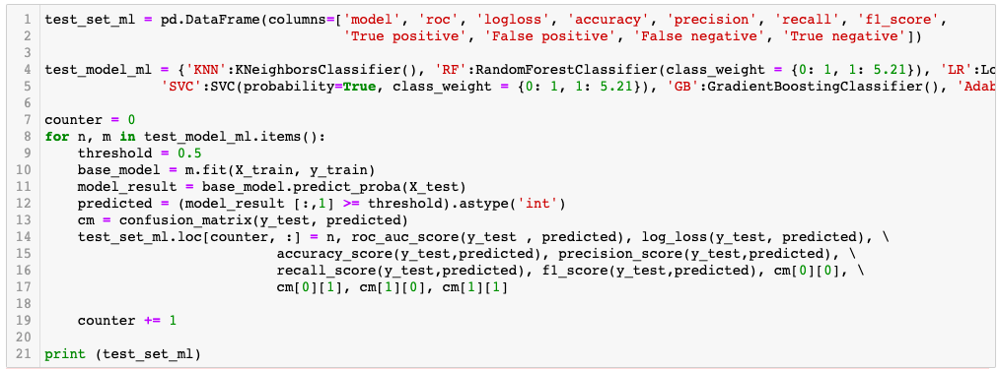 1 test_set_ml = pd.DataFrame(columns=['model', 'roc', 'logloss', 'accuracy', 'precision', 'recall', 'f1_score',
2 'True positive', 'False positive', 'False negative', 'True negative'])
3
4 test_model_ml = {'KNN':KNeighborsClassifier(), 'RF':RandomForestClassifier(class_weight = {0: 1, 1: 5.21}), 'LR':Lo
5 'SVC':SVC(probability=True, class_weight = {0: 1, 1: 5.21}), 'GB':GradientBoostingClassifier(), 'Adab
6
7 counter = 0
8 for n, m in test_model_ml.items():
9 threshold = 0.5
10 base_model = m.fit(X_train, y_train)
11 model_result = base_model.predict_proba(X_test)
12 predicted = (model_result [:,1] >= threshold).astype('int')
13 cm = confusion_matrix(y_test, predicted)
14 test_set_ml.loc[counter, :] = n, roc_auc_score(y_test , predicted), log_loss(y_test, predicted), \
15 accuracy_score(y_test,predicted), precision_score(y_test,predicted), \
16 recall_score(y_test,predicted), f1_score(y_test,predicted), cm[0][0], \
17 cm[0][1], cm[1][0], cm[1][1]
18
19 counter += 1
20
21 print (test_set_ml)